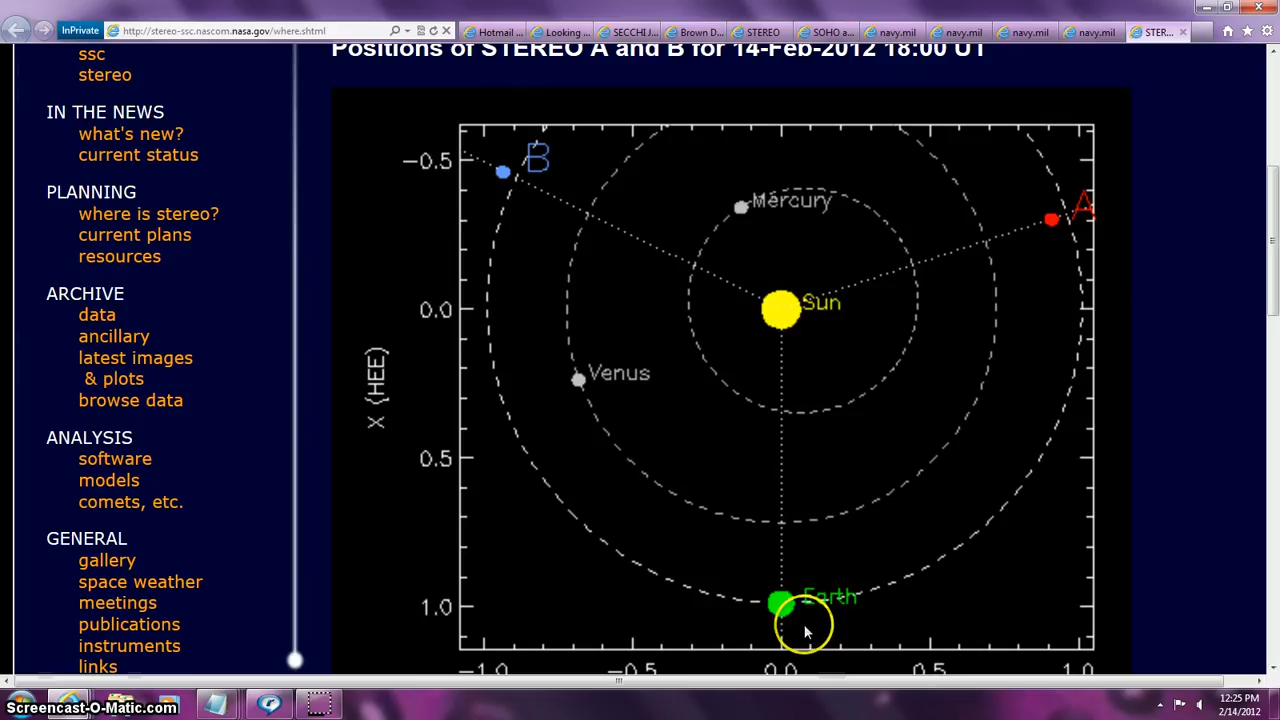 InPrivate
http://stereo-ssc.nascom.nasa.gov/where.shtml
Hotmail ...
Looking ...
SECCHI J...
Brown D...
STEREO
SOHO a...
navy.mil
navy.mil
navy.mil
navy.mil
STER...
Positions of STEREO A and B for 14-Feb-2012 18:00 UT
ssc
stereo
IN THE NEWS
what's new?
current status
PLANNING
where is stereo?
current plans
resources
ARCHIVE
data
ancillary
latest images
& plots
browse data
ANALYSIS
software
models
comets, etc.
GENERAL
gallery
space weather
meetings
publications
instruments
links
B
A
Mercury
Sun
Venus
Earth
X (HEE)
−0.5
0.0
0.5
1.0
−1.0
−0.5
0.0
0.5
1.0
Screencast-O-Matic.com
12:25 PM
2/14/2012